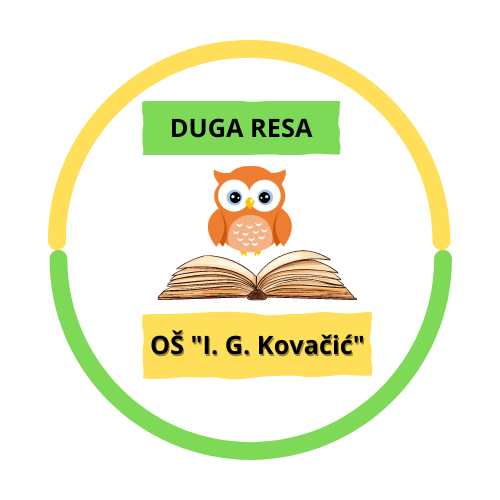 DUGA RESA
OŠ "I. G. Kovačić"